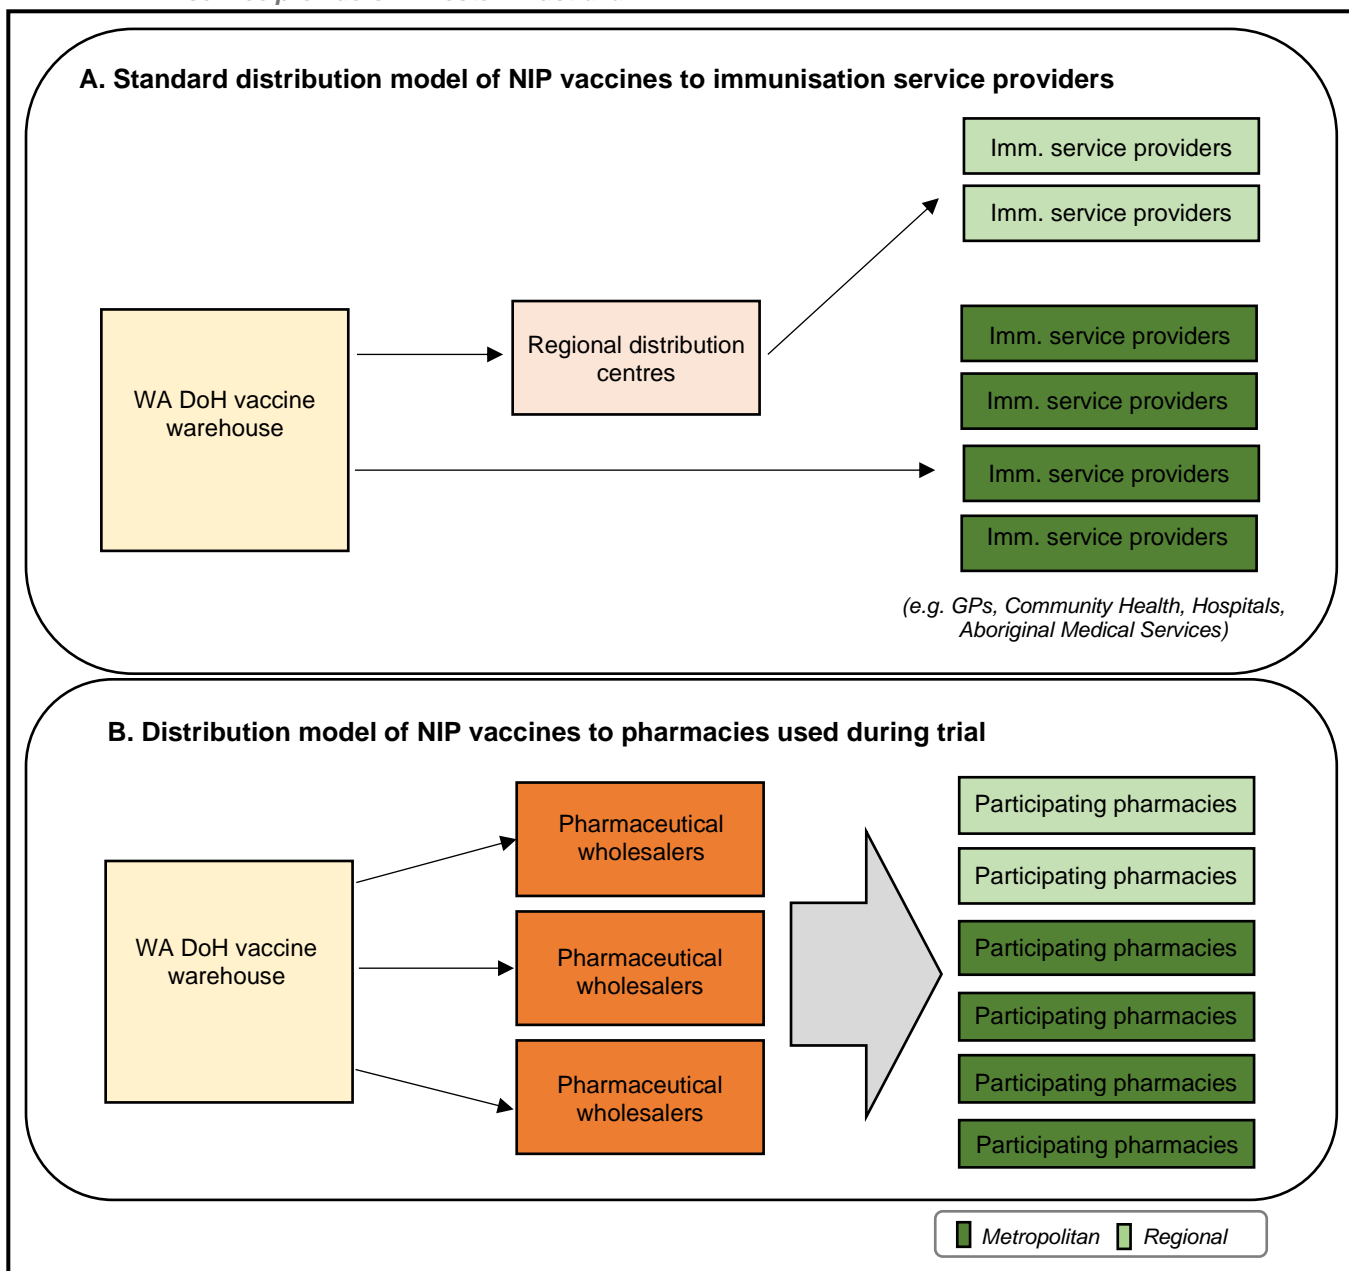 A. Standard distribution model of NIP vaccines to immunisation service providers
Imm. service providers
Imm. service providers
Imm. service providers
Regional distribution
centres
WA DoH vaccine
warehouse
Imm. service providers
Imm. service providers
Imm. service providers
(e.g. GPs, Community Health, Hospitals,
Aboriginal Medical Services)
B. Distribution model of NIP vaccines to pharmacies used during trial
Pharmaceutical
wholesalers
Participating pharmacies
Participating pharmacies
WA DoH vaccine
warehouse
Pharmaceutical
wholesalers
Participating pharmacies
Participating pharmacies
Pharmaceutical
wholesalers
Participating pharmacies
Participating pharmacies
Metropolitan
Regional